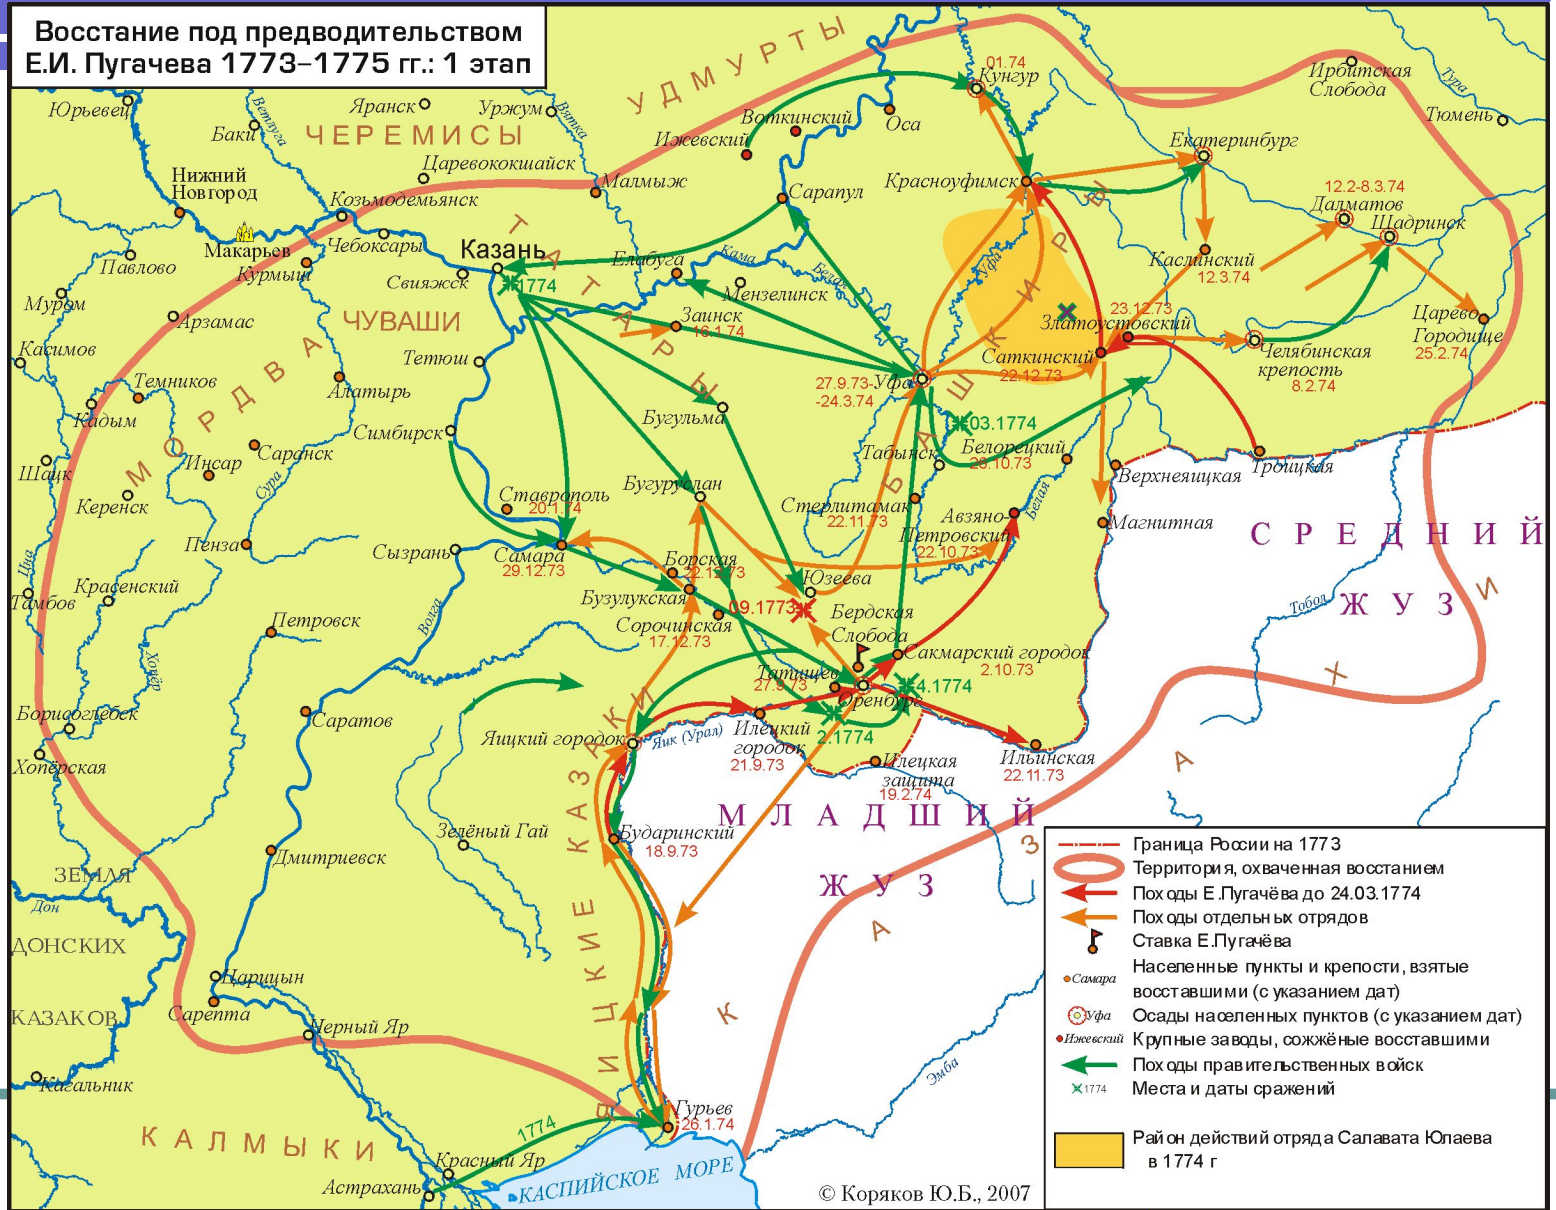 Восстание под предводительством
Е.И. Пугачева 1773–1775 гг.: 1 этап
УДМУРТЫ
01.74
Кунгур
Ирбитская
Слобода
Тура
Тюмень
Юрьевец
Ветлуга
Баки
Яранск
Уржум
Вятка
ЧЕРЕМИСЫ
Воткинский
Ижевский
Оса
Екатеринбург
Царевококшайск
Нижний
Новгород
Малмыж
Сарапул
Красноуфимск
12.2-8.3.74
Далматов
Шадринск
Козьмодемьянск
Макарьев
Чебоксары
Казань
ТАТАРЫ
Павлово
Курмыш
Свияжск
1774
Елабуга
Кама
Белая
Уфа
Каслинский
12.3.74
Мензелинск
Муром
Арзамас
ЧУВАШИ
Заинск
16.1.74
23.12.73
Златоустовский
Царево
Городище
25.2.74
Касимов
Тетюш
Саткинский
22.12.73
Челябинская
крепость
8.2.74
Темников
МОРДВА
Алатырь
27.9.73-
-24.3.74
Уфа
БАШКИРЫ
Кадым
Бугульма
03.1774
Симбирск
Саранск
Инсар
Сура
Табынск
Белорецкий
23.10.73
Шацк
Верхнеяицкая
Троицкая
Керенск
Ставрополь
20.1.74
Бугуруслан
Стерлитамак
22.11.73
Авзяно-
Петровский
22.10.73
Белая
Магнитная
СРЕДНИЙ
ЖУЗ
Пенза
Сызрань
Самара
29.12.73
Борская
22.12.73
Юзеева
Цна
Тамбов
Красенский
Бузулукская
09.1773
Бердская
Слобода
Тобол
Волга
Петровск
Сорочинская
17.12.73
Хопёр
Сакмарский городок
2.10.73
Татищев
27.9.73
Оренбург
4.1774
Борисоглебск
Саратов
Яицкий городок
Яик (Урал)
Илецкий
городок
21.9.73
2.1774
Ильинская
22.11.73
Хопёрская
Илецкая
защита
19.2.74
МЛАДШИЙ
ЖУЗ
КАЗАХИ
Зелёный Гай
Бударинский
18.9.73
Дмитриевск
ЗЕМЛЯ
Дон
ДОНСКИХ
КАЗАКОВ
ЯИЦКИЕ КАЗАКИ
Царицын
Сарепта
Черный Яр
Кагальник
Эмба
Гурьев
26.1.74
КАЛМЫКИ
1774
Красный Яр
Астрахань
КАСПИЙСКОЕ МОРЕ
© Коряков Ю.Б., 2007
Граница России на 1773
Территория, охваченная восстанием
Походы Е.Пугачёва до 24.03.1774
Походы отдельных отрядов
Ставка Е.Пугачёва
Самара
Населенные пункты и крепости, взятые
восставшими (с указанием дат)
Уфа
Осады населенных пунктов (с указанием дат)
Ижевский
Крупные заводы, сожжёные восставшими
Походы правительственных войск
1774
Места и даты сражений
Район действий отряда Салавата Юлаева
в 1774 г